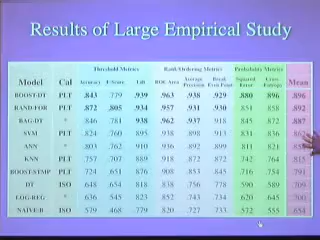 Results of Large Empirical Study
Threshold Metrics Rank/Ordering Metrics Probability Metrics
Model Cal Accuracy F-Score Lift ROC Area Average Precision Break Even Point Squared Error Cross-Entropy Mean
BOOST-DT PLT .843 .779 .939 .963 .938 .929 .880 .896 .896
RAND-FOR PLT .872 .805 .934 .957 .931 .930 .851 .858 .892
BAG-DT * .846 .781 .938 .962 .937 .918 .845 .872 .887
SVM PLT .824 .760 .895 .938 .898 .913 .831 .836 .862
ANN * .803 .762 .910 .936 .892 .899 .811 .821
KNN PLT .757 .707 .889 .918 .872 .872 .742 .764 .815
BOOST-STMP PLT .724 .651 .876 .908 .853 .845 .716 .754 .791
DT ISO .648 .654 .818 .838 .756 .778 .590 .589 .709
LOG-REG * .636 .545 .823 .852 .743 .734 .620 .645 .700
NAIVE-B ISO .579 .468 .779 .820 .727 .733 .572 .555 .654